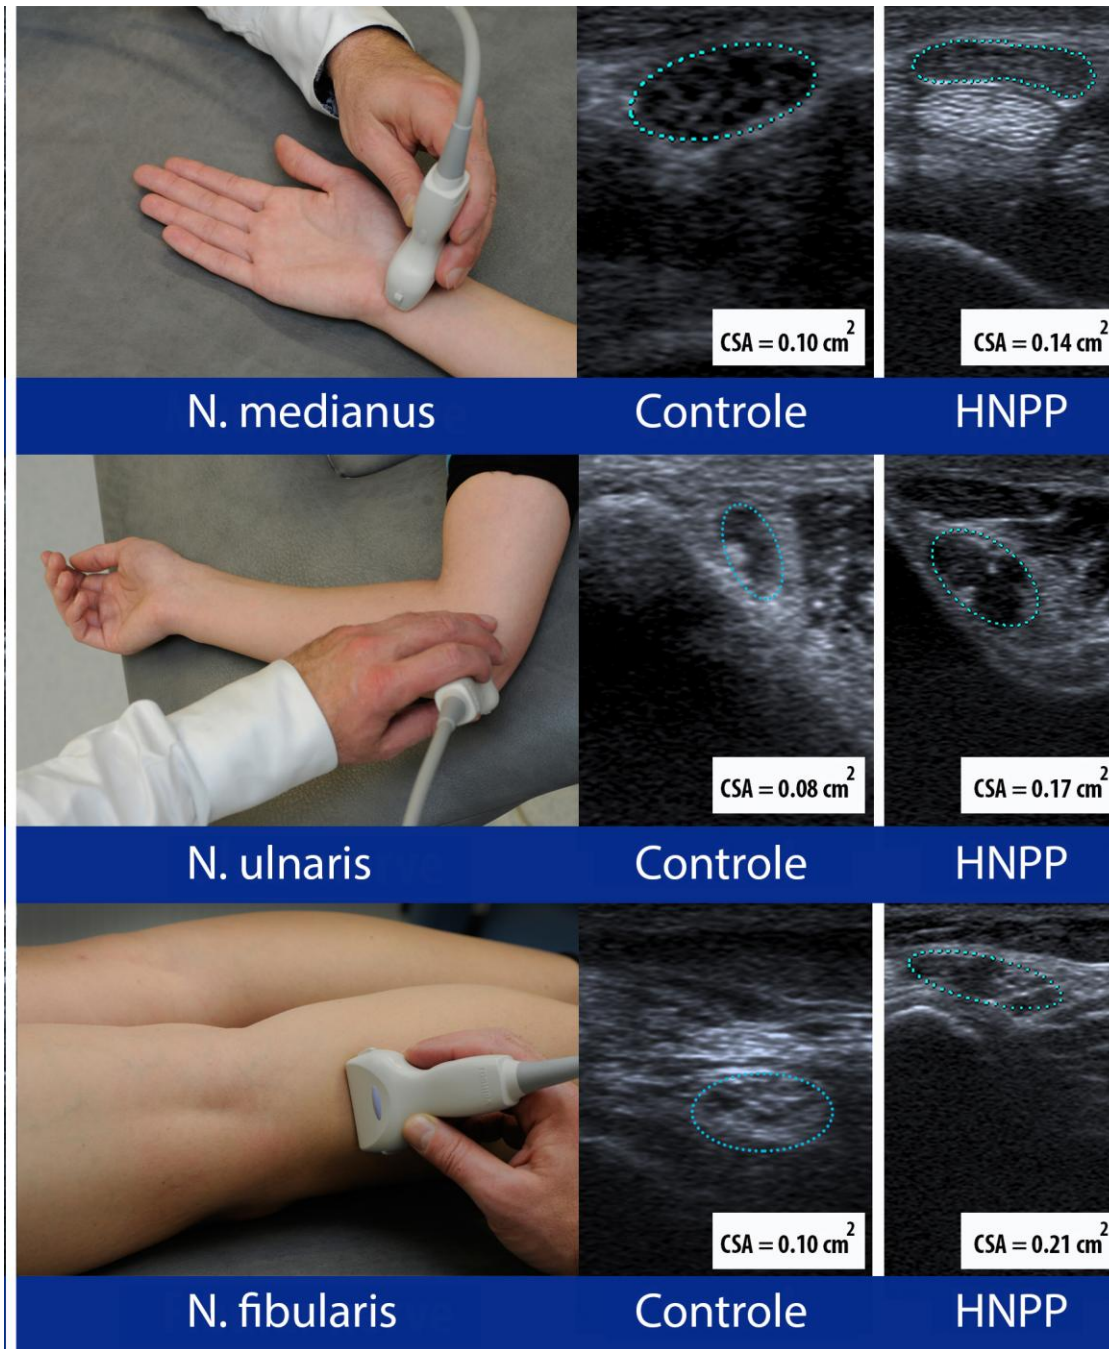 CSA = 0.10 cm²
CSA = 0.14 cm²
N. medianus
Controle
HNPP
CSA = 0.08 cm²
CSA = 0.17 cm²
N. ulnaris
Controle
HNPP
CSA = 0.10 cm²
CSA = 0.21 cm²
N. fibularis
Controle
HNPP